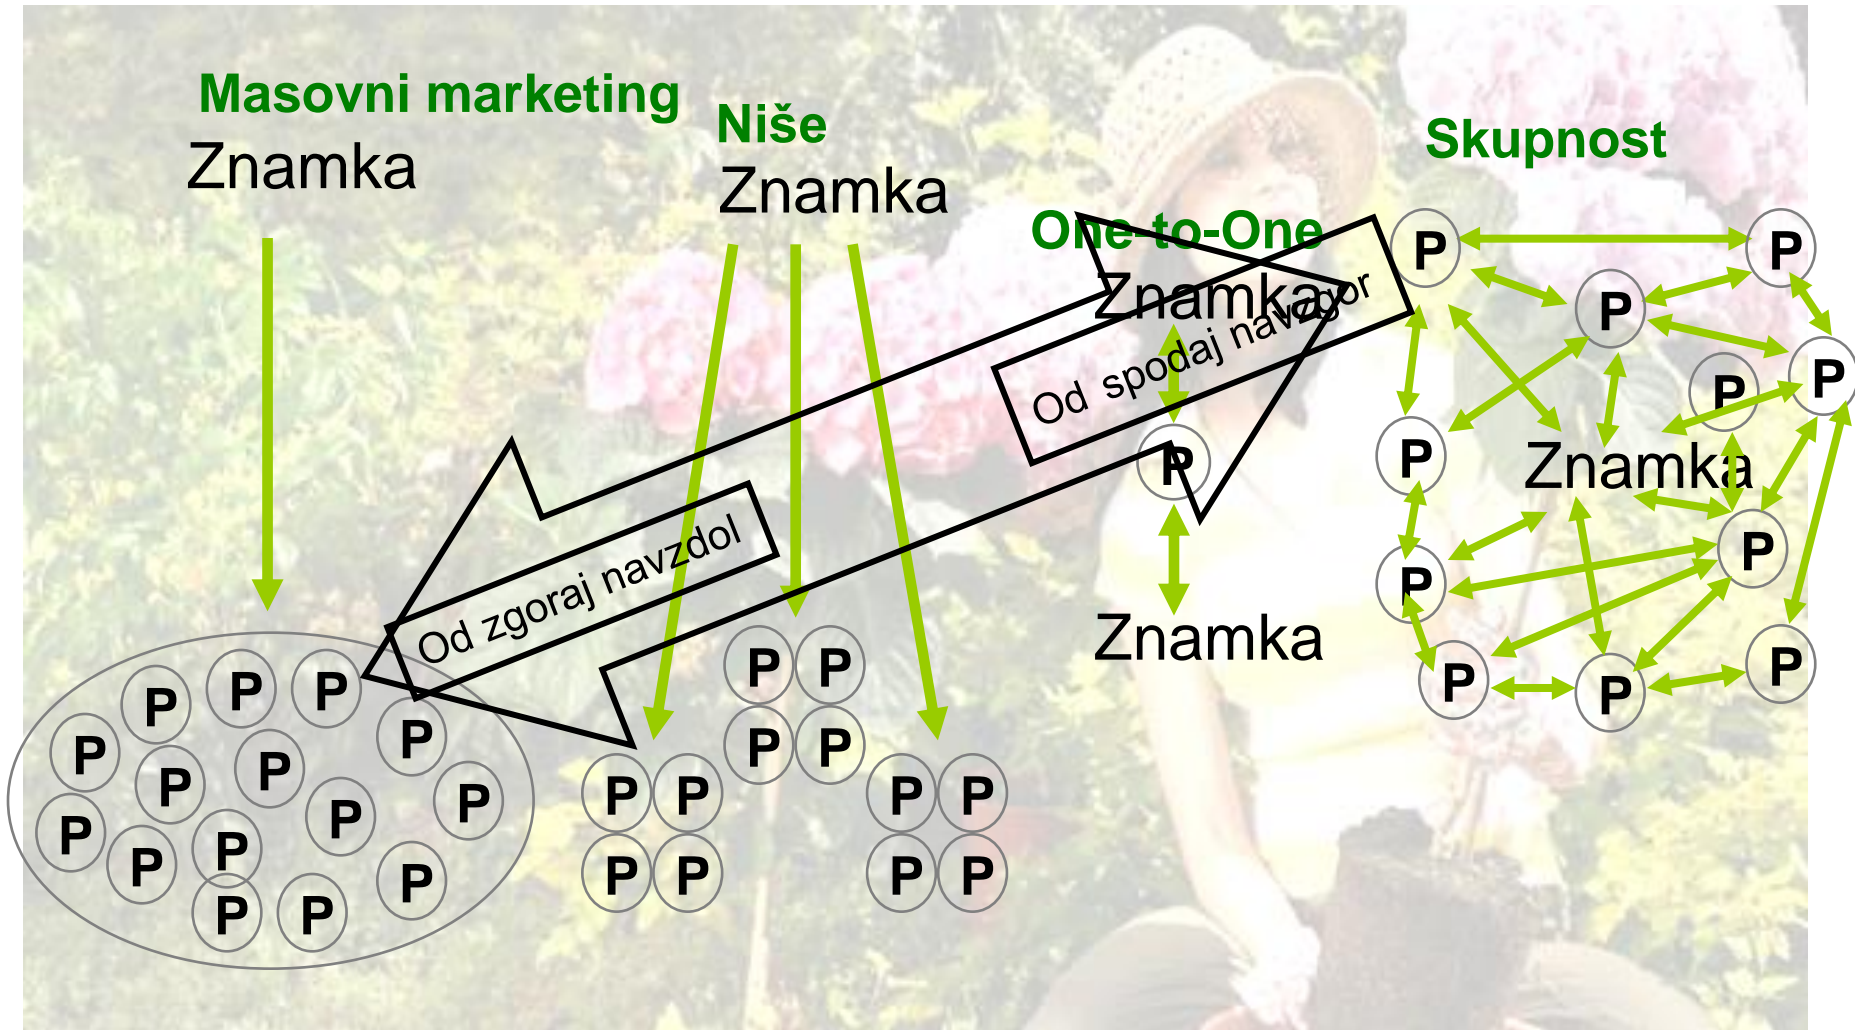 Masovni marketing
Znamka
P P P
P
P P P
P P P
P P P
P P
Niše
Znamka
P P
P P
P P
P P
P P
P P
One-to-One
Znamka
P
Znamka
Od zgoraj navzdol
Od spodaj navzgor
Skupnost
P P
P
P P
P
Znamka
P
P
P P P